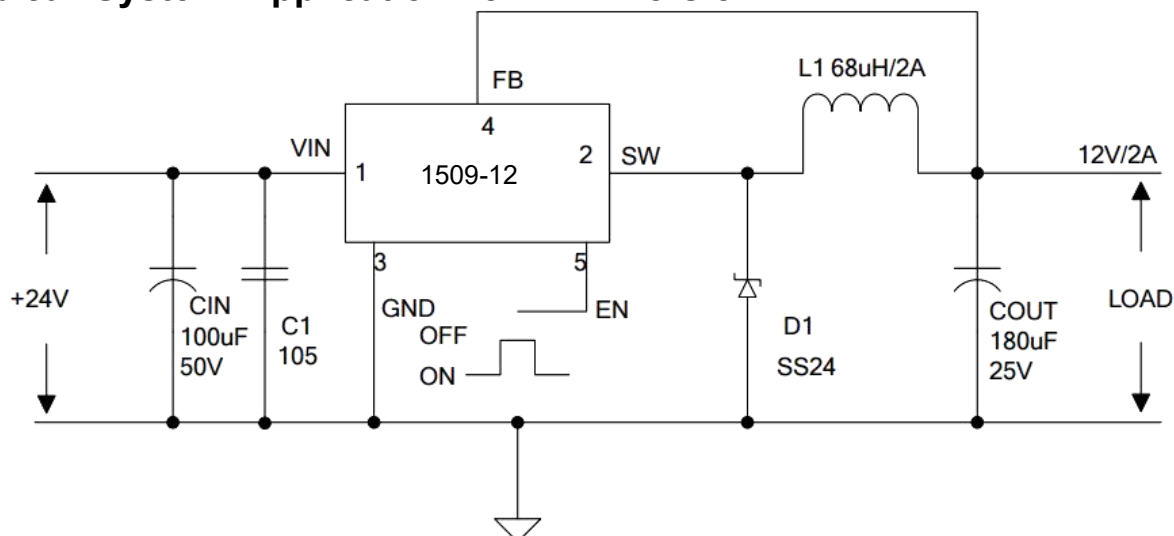 FB
L1 68uH/2A
4
VIN
1
1509-12
2
SW
12V/2A
3
5
+24V
CIN
100uF
50V
C1
105
GND
EN
OFF
ON
D1
SS24
COUT
180uF
25V
LOAD